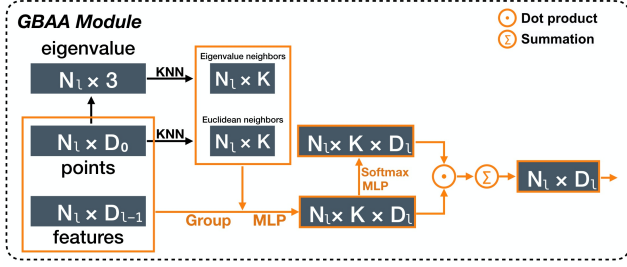 GBAA Module
Dot product
Summation
eigenvalue
Nₗ × 3
KNN
Eigenvalue neighbors
Nₗ × K
Euclidean neighbors
Nₗ × K
Nₗ × D₀
KNN
points
Nₗ × K × Dₗ
Softmax
MLP
Σ
Nₗ × Dₗ
Nₗ × Dₗ₋₁
Group
MLP
Nₗ × K × Dₗ
features